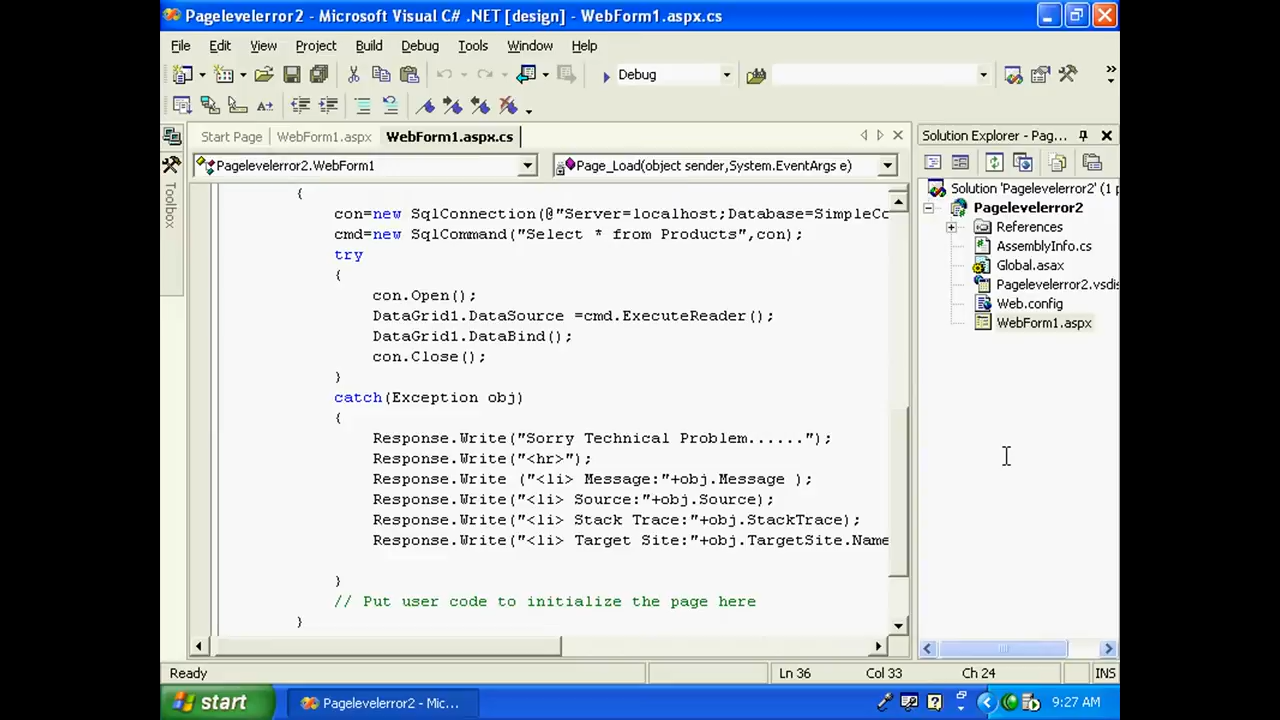 Pagelevelerror2 - Microsoft Visual C# .NET [design] - WebForm1.aspx.cs
File Edit View Project Build Debug Tools Window Help
Debug
Start Page WebForm1.aspx WebForm1.aspx.cs
Solution Explorer - Pag...
Pagelevelerror2.WebForm1
Page_Load(object sender,System.EventArgs e)
Toolbox
{
con=new SqlConnection(@"Server=localhost;Database=SimpleCo
cmd=new SqlCommand("Select * from Products",con);
try
{
con.Open();
DataGrid1.DataSource =cmd.ExecuteReader();
DataGrid1.DataBind();
con.Close();
}
catch(Exception obj)
{
Response.Write("Sorry Technical Problem......");
Response.Write("<hr>");
Response.Write ("<li> Message:"+obj.Message );
Response.Write("<li> Source:"+obj.Source);
Response.Write("<li> Stack Trace:"+obj.StackTrace);
Response.Write("<li> Target Site:"+obj.TargetSite.Name
}
// Put user code to initialize the page here
}
Solution 'Pagelevelerror2' (1 p
Pagelevelerror2
References
AssemblyInfo.cs
Global.asax
Pagelevelerror2.vsdis
Web.config
WebForm1.aspx
Ready
Ln 36
Col 33
Ch 24
INS
start
Pagelevelerror2 - Mic...
9:27 AM